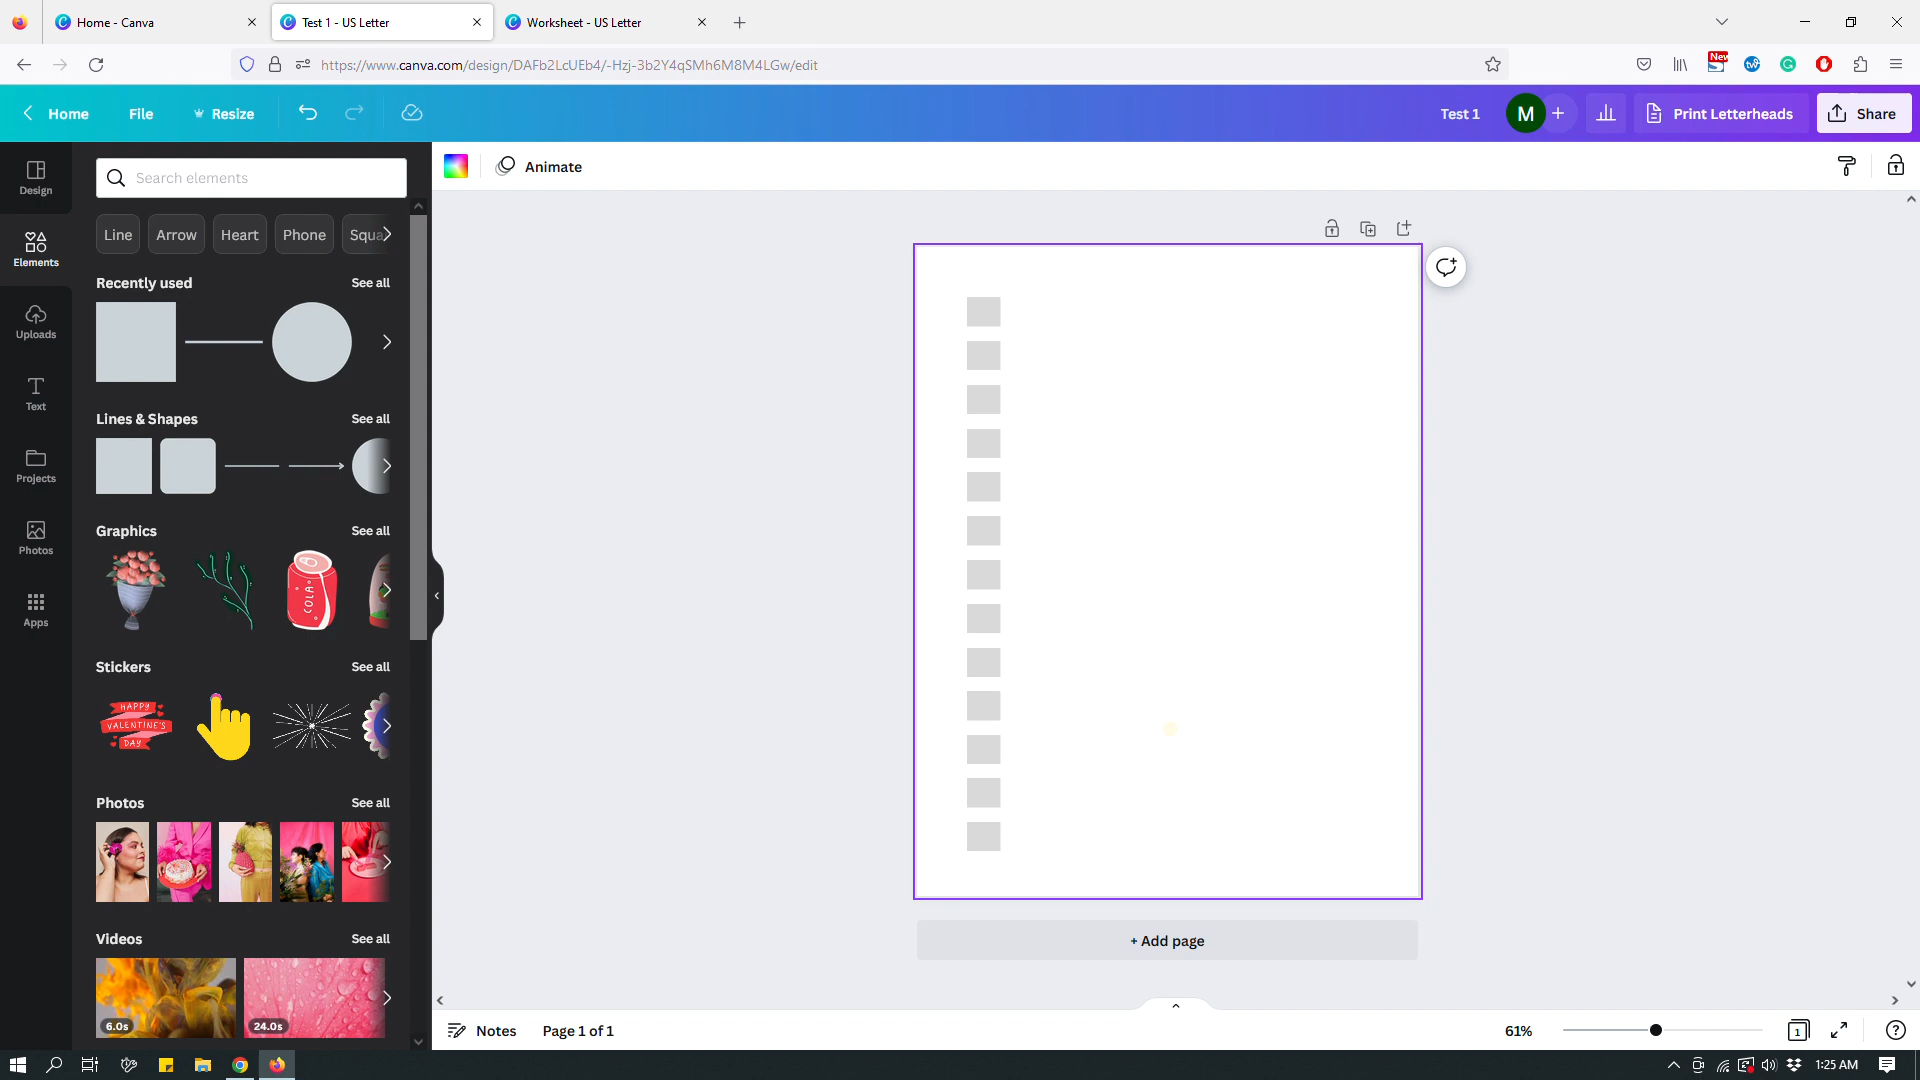 Home - Canva
Test 1 - US Letter
Worksheet - US Letter
https://www.canva.com/design/DAFb2LcUEb4/-Hzj-3b2Y4qSMh6M8M4LGw/edit
New
Home
File
Resize
Test 1
M
Print Letterheads
Share
Design
Elements
Uploads
Text
Projects
Photos
Apps
Search elements
Line
Arrow
Heart
Phone
Squa
Recently used
See all
Lines & Shapes
See all
Graphics
See all
COLA
Stickers
See all
HAPPY
VALENTINE'S
DAY
Photos
See all
Videos
See all
6.0s
24.0s
Animate
+ Add page
Notes
Page 1 of 1
61%
1
1:25 AM